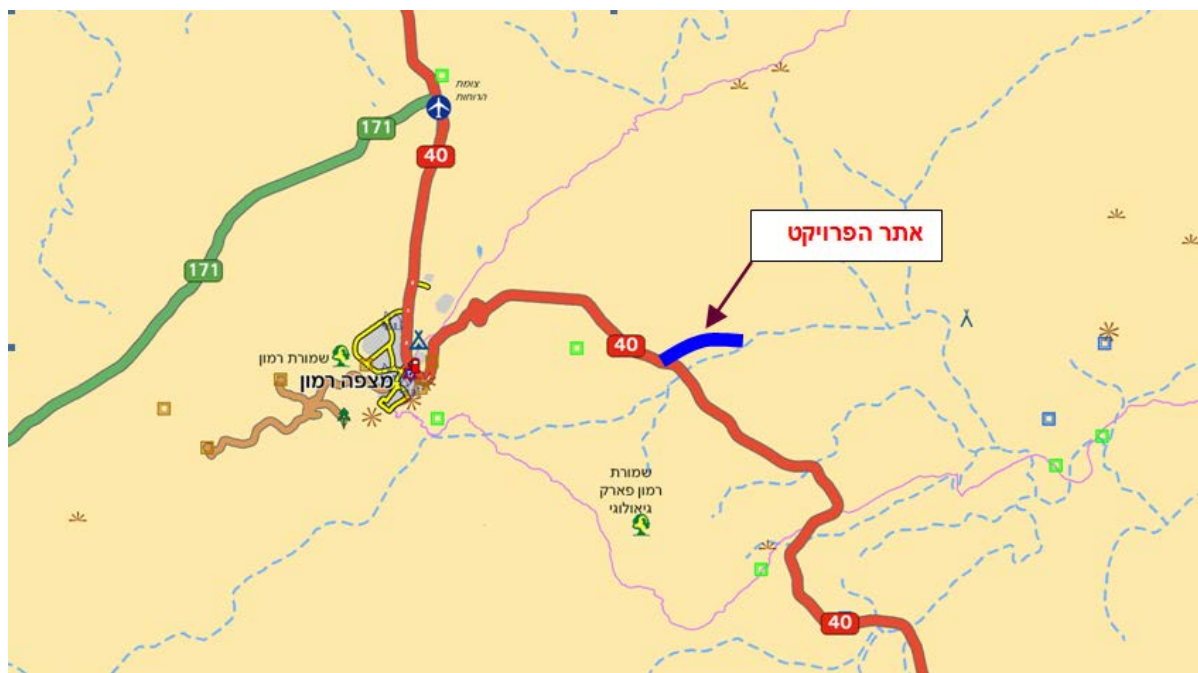 צומת
הרוחות
171
40
171
אתר הפרויקט
40
שמורת רמון
מצפה רמון
שמורת
רמון פארק
גיאולוגי
40